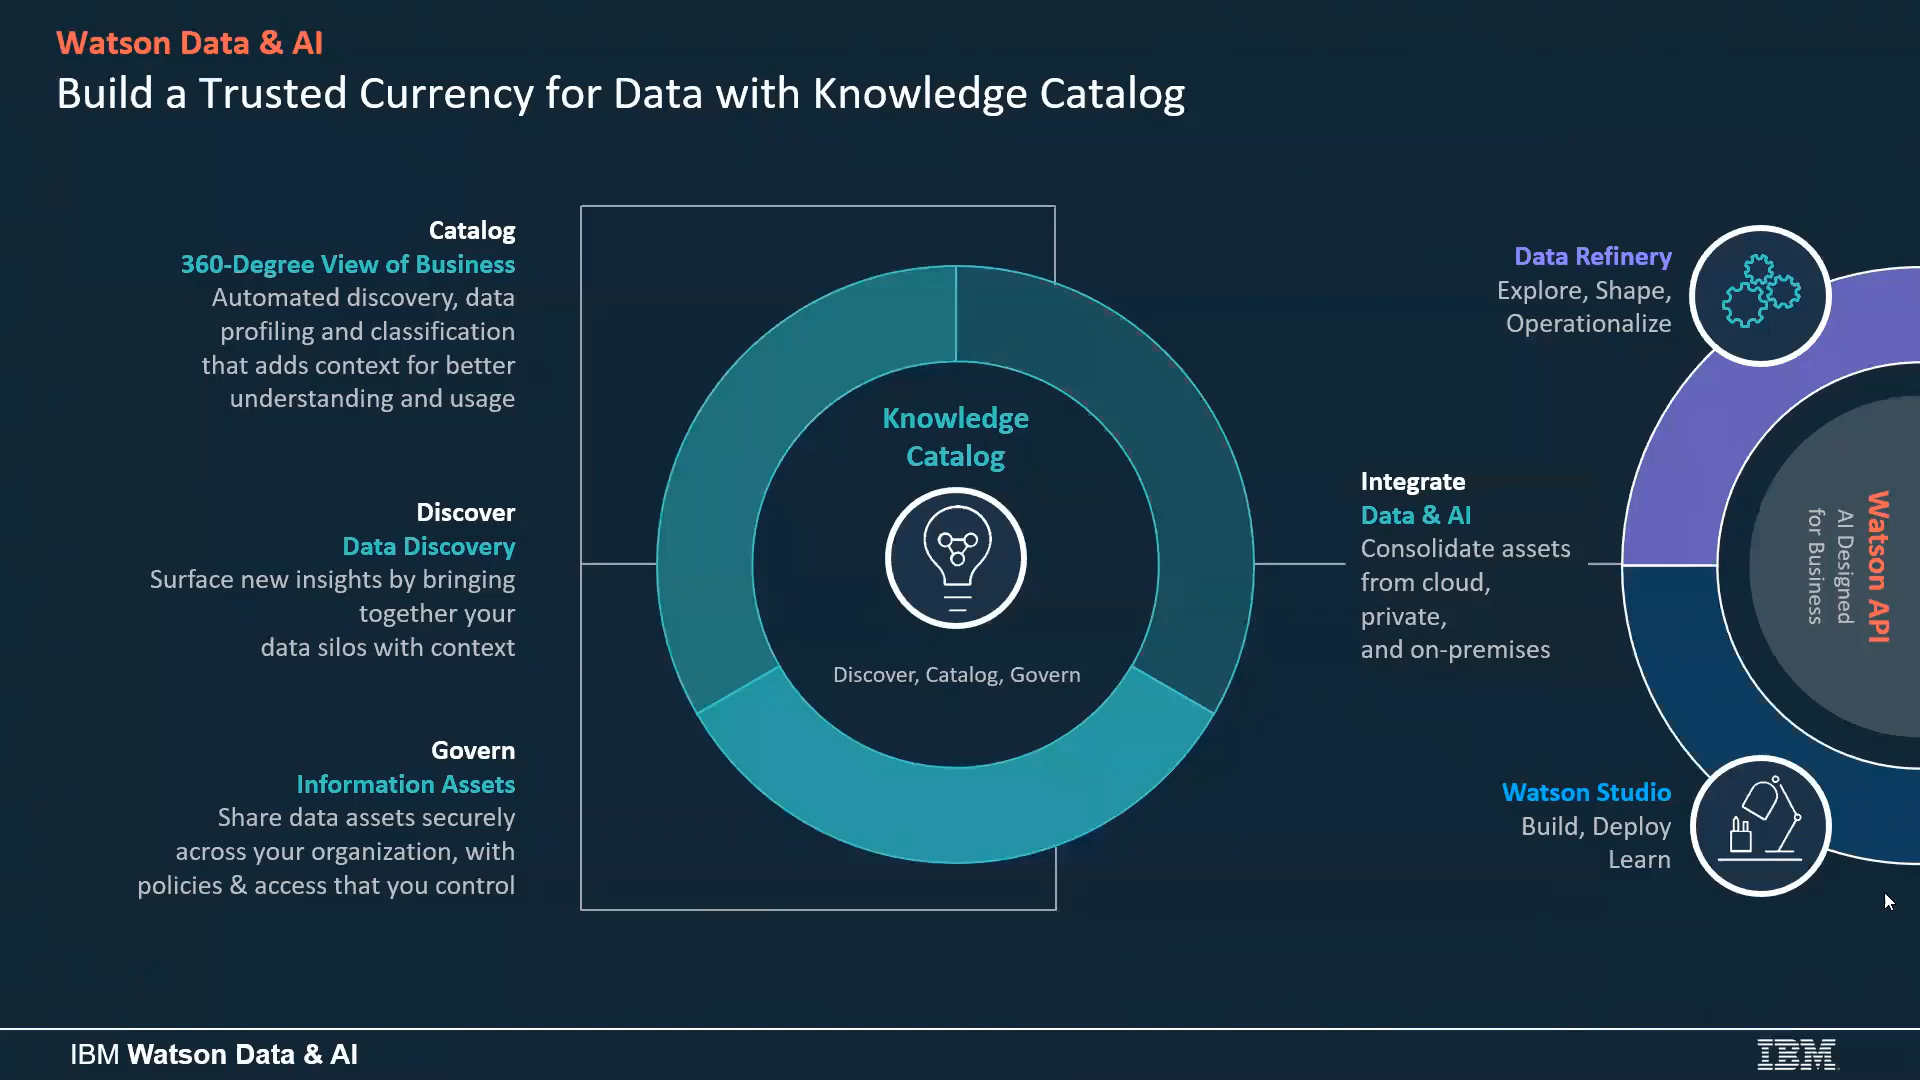 Watson Data & AI
Build a Trusted Currency for Data with Knowledge Catalog
Catalog
360-Degree View of Business
Automated discovery, data
profiling and classification
that adds context for better
understanding and usage
Discover
Data Discovery
Surface new insights by bringing
together your
data silos with context
Govern
Information Assets
Share data assets securely
across your organization, with
policies & access that you control
Knowledge
Catalog
Discover, Catalog, Govern
Integrate
Data & AI
Consolidate assets
from cloud,
private,
and on-premises
Data Refinery
Explore, Shape,
Operationalize
Watson API
AI Designed
for Business
Watson Studio
Build, Deploy
Learn
IBM Watson Data & AI
IBM